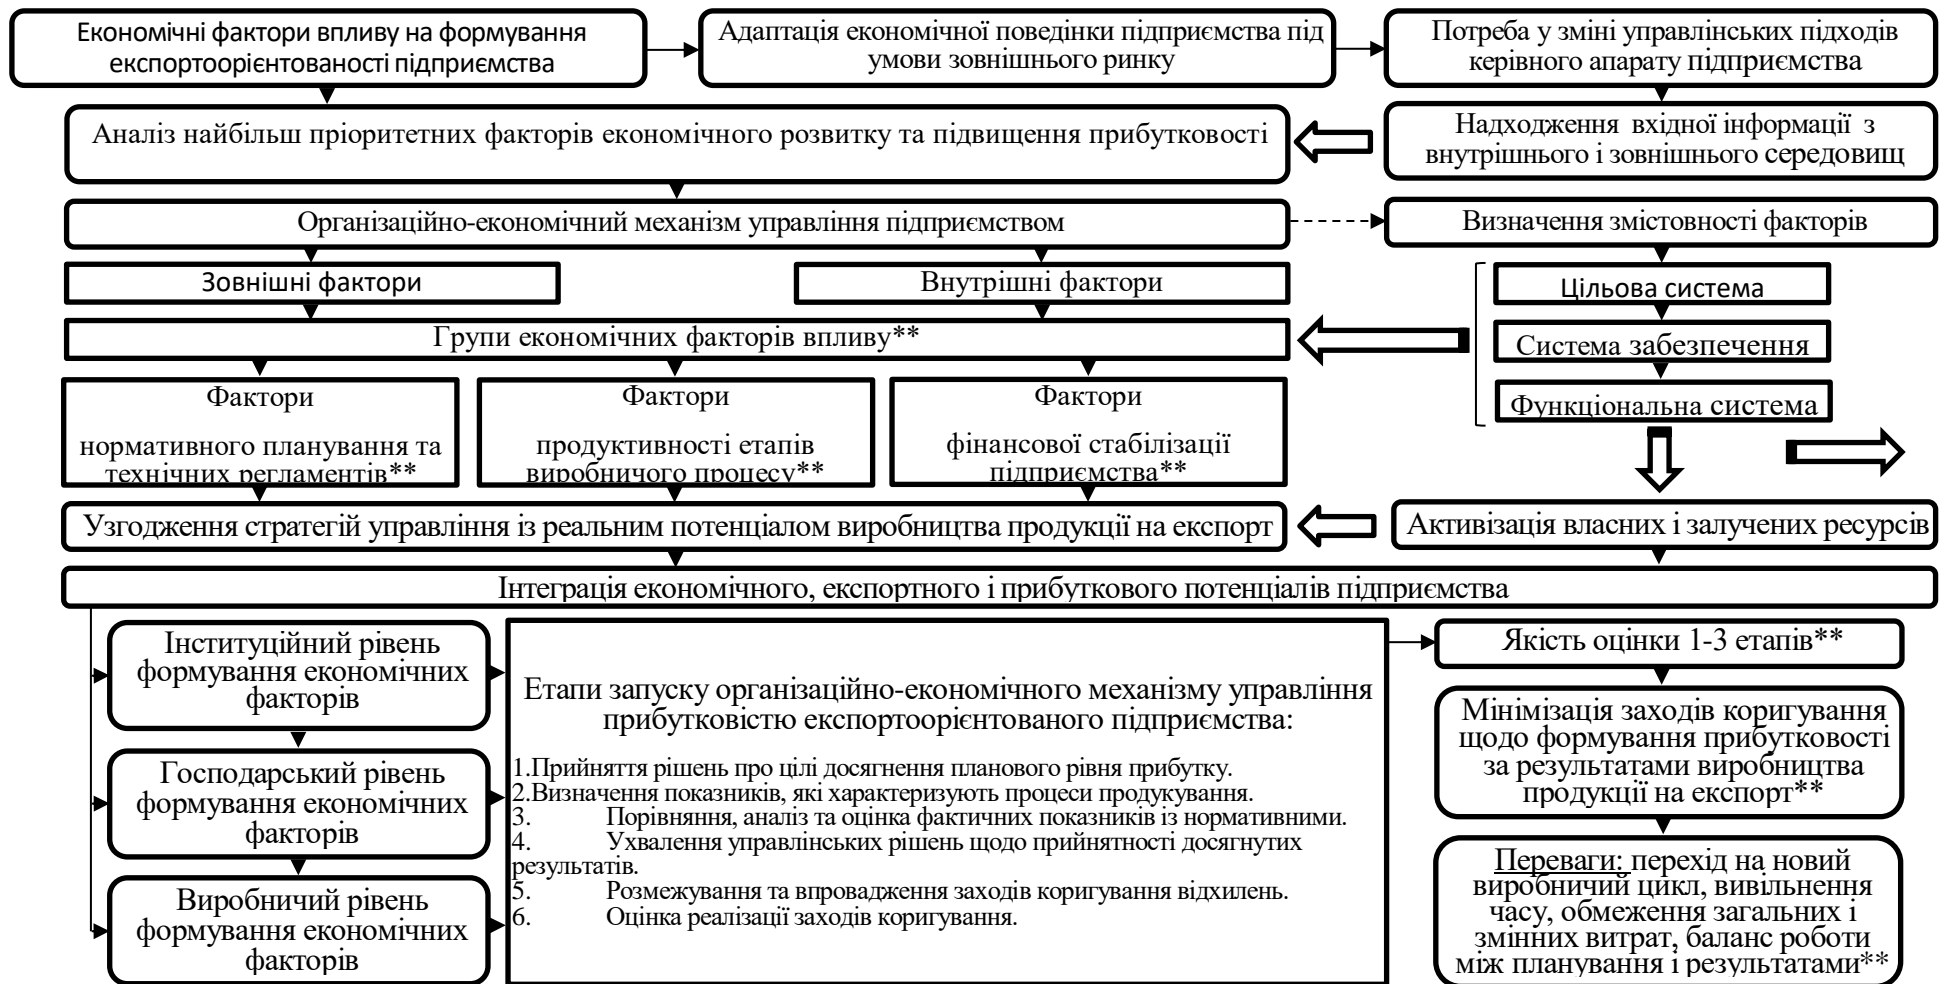 Економічні фактори впливу на формування
експортоорієнтованості підприємства
Адаптація економічної поведінки підприємства під
умови зовнішнього ринку
Потреба у зміні управлінських підходів
керівного апарату підприємства
Аналіз найбільш пріоритетних факторів економічного розвитку та підвищення прибутковості
Надходження вхідної інформації з
внутрішнього і зовнішнього середовищ
Організаційно-економічний механізм управління підприємством
Визначення змістовності факторів
Зовнішні фактори
Внутрішні фактори
Цільова система
Групи економічних факторів впливу**
Система забезпечення
Функціональна система
Фактори
нормативного планування та
технічних регламентів**
Фактори
продуктивності етапів
виробничого процесу**
Фактори
фінансової стабілізації
підприємства**
Узгодження стратегій управління із реальним потенціалом виробництва продукції на експорт
Активізація власних і залучених ресурсів
Інтеграція економічного, експортного і прибуткового потенціалів підприємства
Інституційний рівень
формування економічних
факторів
Господарський рівень
формування економічних
факторів
Виробничий рівень
формування економічних
факторів
Етапи запуску організаційно-економічного механізму управління
прибутковістю експортоорієнтованого підприємства:
1.Прийняття рішень про цілі досягнення планового рівня прибутку.
2.Визначення показників, які характеризують процеси продукування.
3. Порівняння, аналіз та оцінка фактичних показників із нормативними.
4. Ухвалення управлінських рішень щодо прийнятності досягнутих
результатів.
5. Розмежування та впровадження заходів коригування відхилень.
6. Оцінка реалізації заходів коригування.
Якість оцінки 1-3 етапів**
Мінімізація заходів коригування
щодо формування прибутковості
за результатами виробництва
продукції на експорт**
Переваги: перехід на новий
виробничий цикл, вивільнення
часу, обмеження загальних і
змінних витрат, баланс роботи
між планування і результатами**